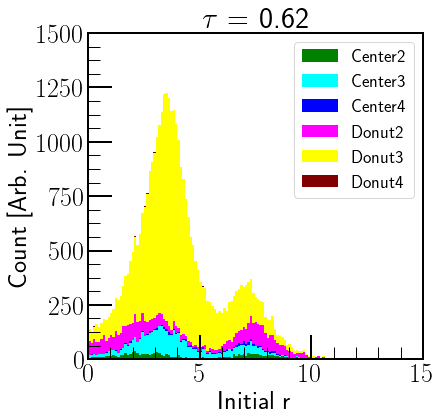 τ = 0.62
1500
1250
1000
750
500
250
0
Count [Arb. Unit]
Center2
Center3
Center4
Donut2
Donut3
Donut4
0 5 10 15
Initial r